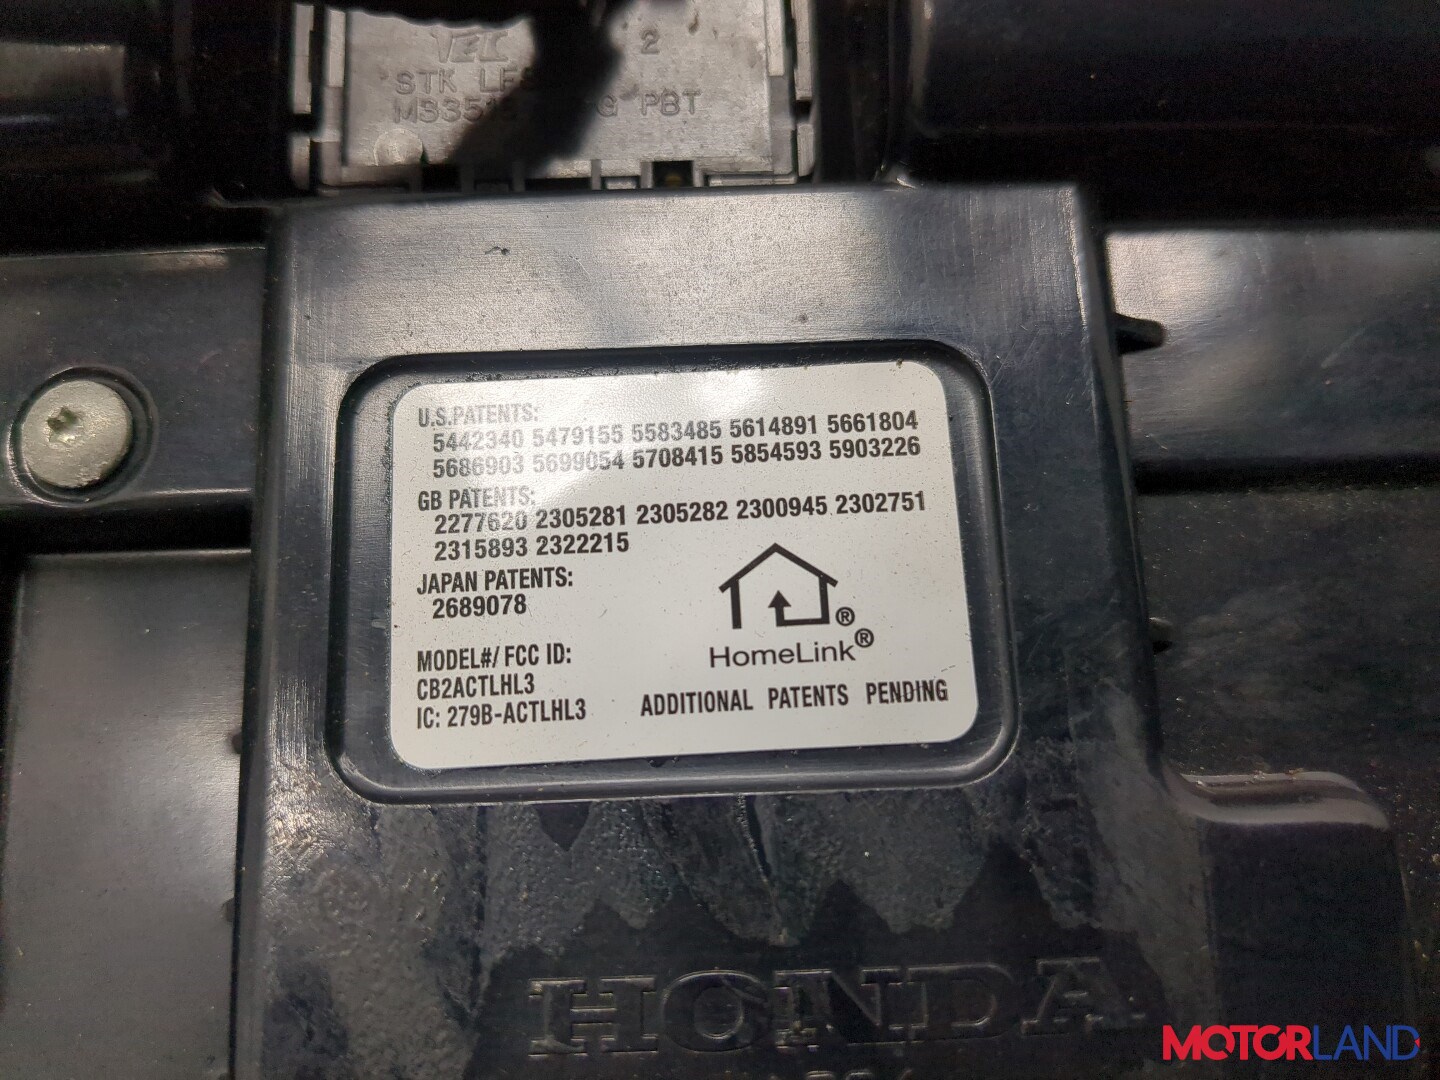 TEC 2
STK
PBT
U.S.PATENTS:
5442340 5479155 5583485 5614891 5661804
5686903 5699054 5708415 5854593 5903226
GB PATENTS:
2277620 2305281 2305282 2300945 2302751
2315893 2322215
JAPAN PATENTS:
2689078
MODEL#/ FCC ID:
CB2ACTLHL3
IC: 279B-ACTLHL3
®
HomeLink®
ADDITIONAL PATENTS PENDING
HONDA
MOTORLAND